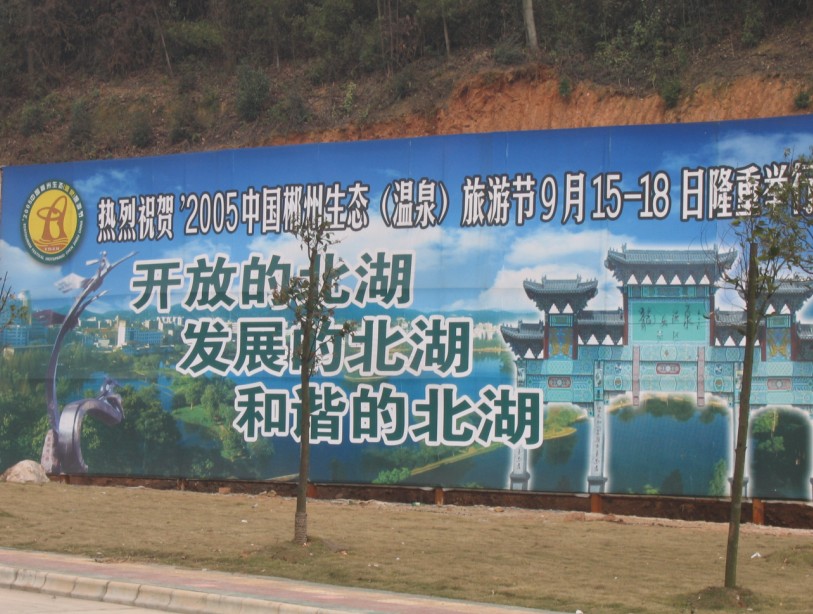 热烈祝贺'2005中国郴州生态（温泉）旅游节9月15-18日隆重举行
开放的北湖
发展的北湖
和谐的北湖